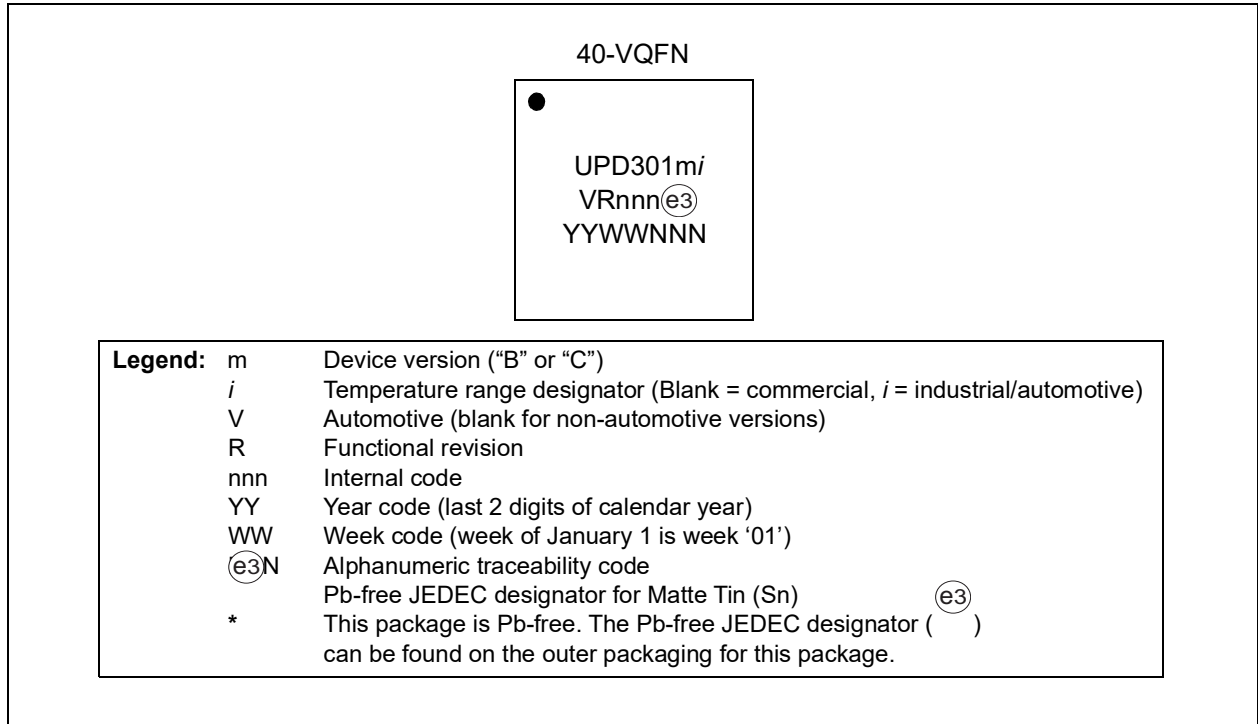 40-VQFN
UPD301mi
VRnnne3
YYWWNNN
Legend: m Device version (“B” or “C”)
i Temperature range designator (Blank = commercial, i = industrial/automotive)
V Automotive (blank for non-automotive versions)
R Functional revision
nnn Internal code
YY Year code (last 2 digits of calendar year)
WW Week code (week of January 1 is week ‘01’)
e3N Alphanumeric traceability code
Pb-free JEDEC designator for Matte Tin (Sn) e3
* This package is Pb-free. The Pb-free JEDEC designator ( )
can be found on the outer packaging for this package.